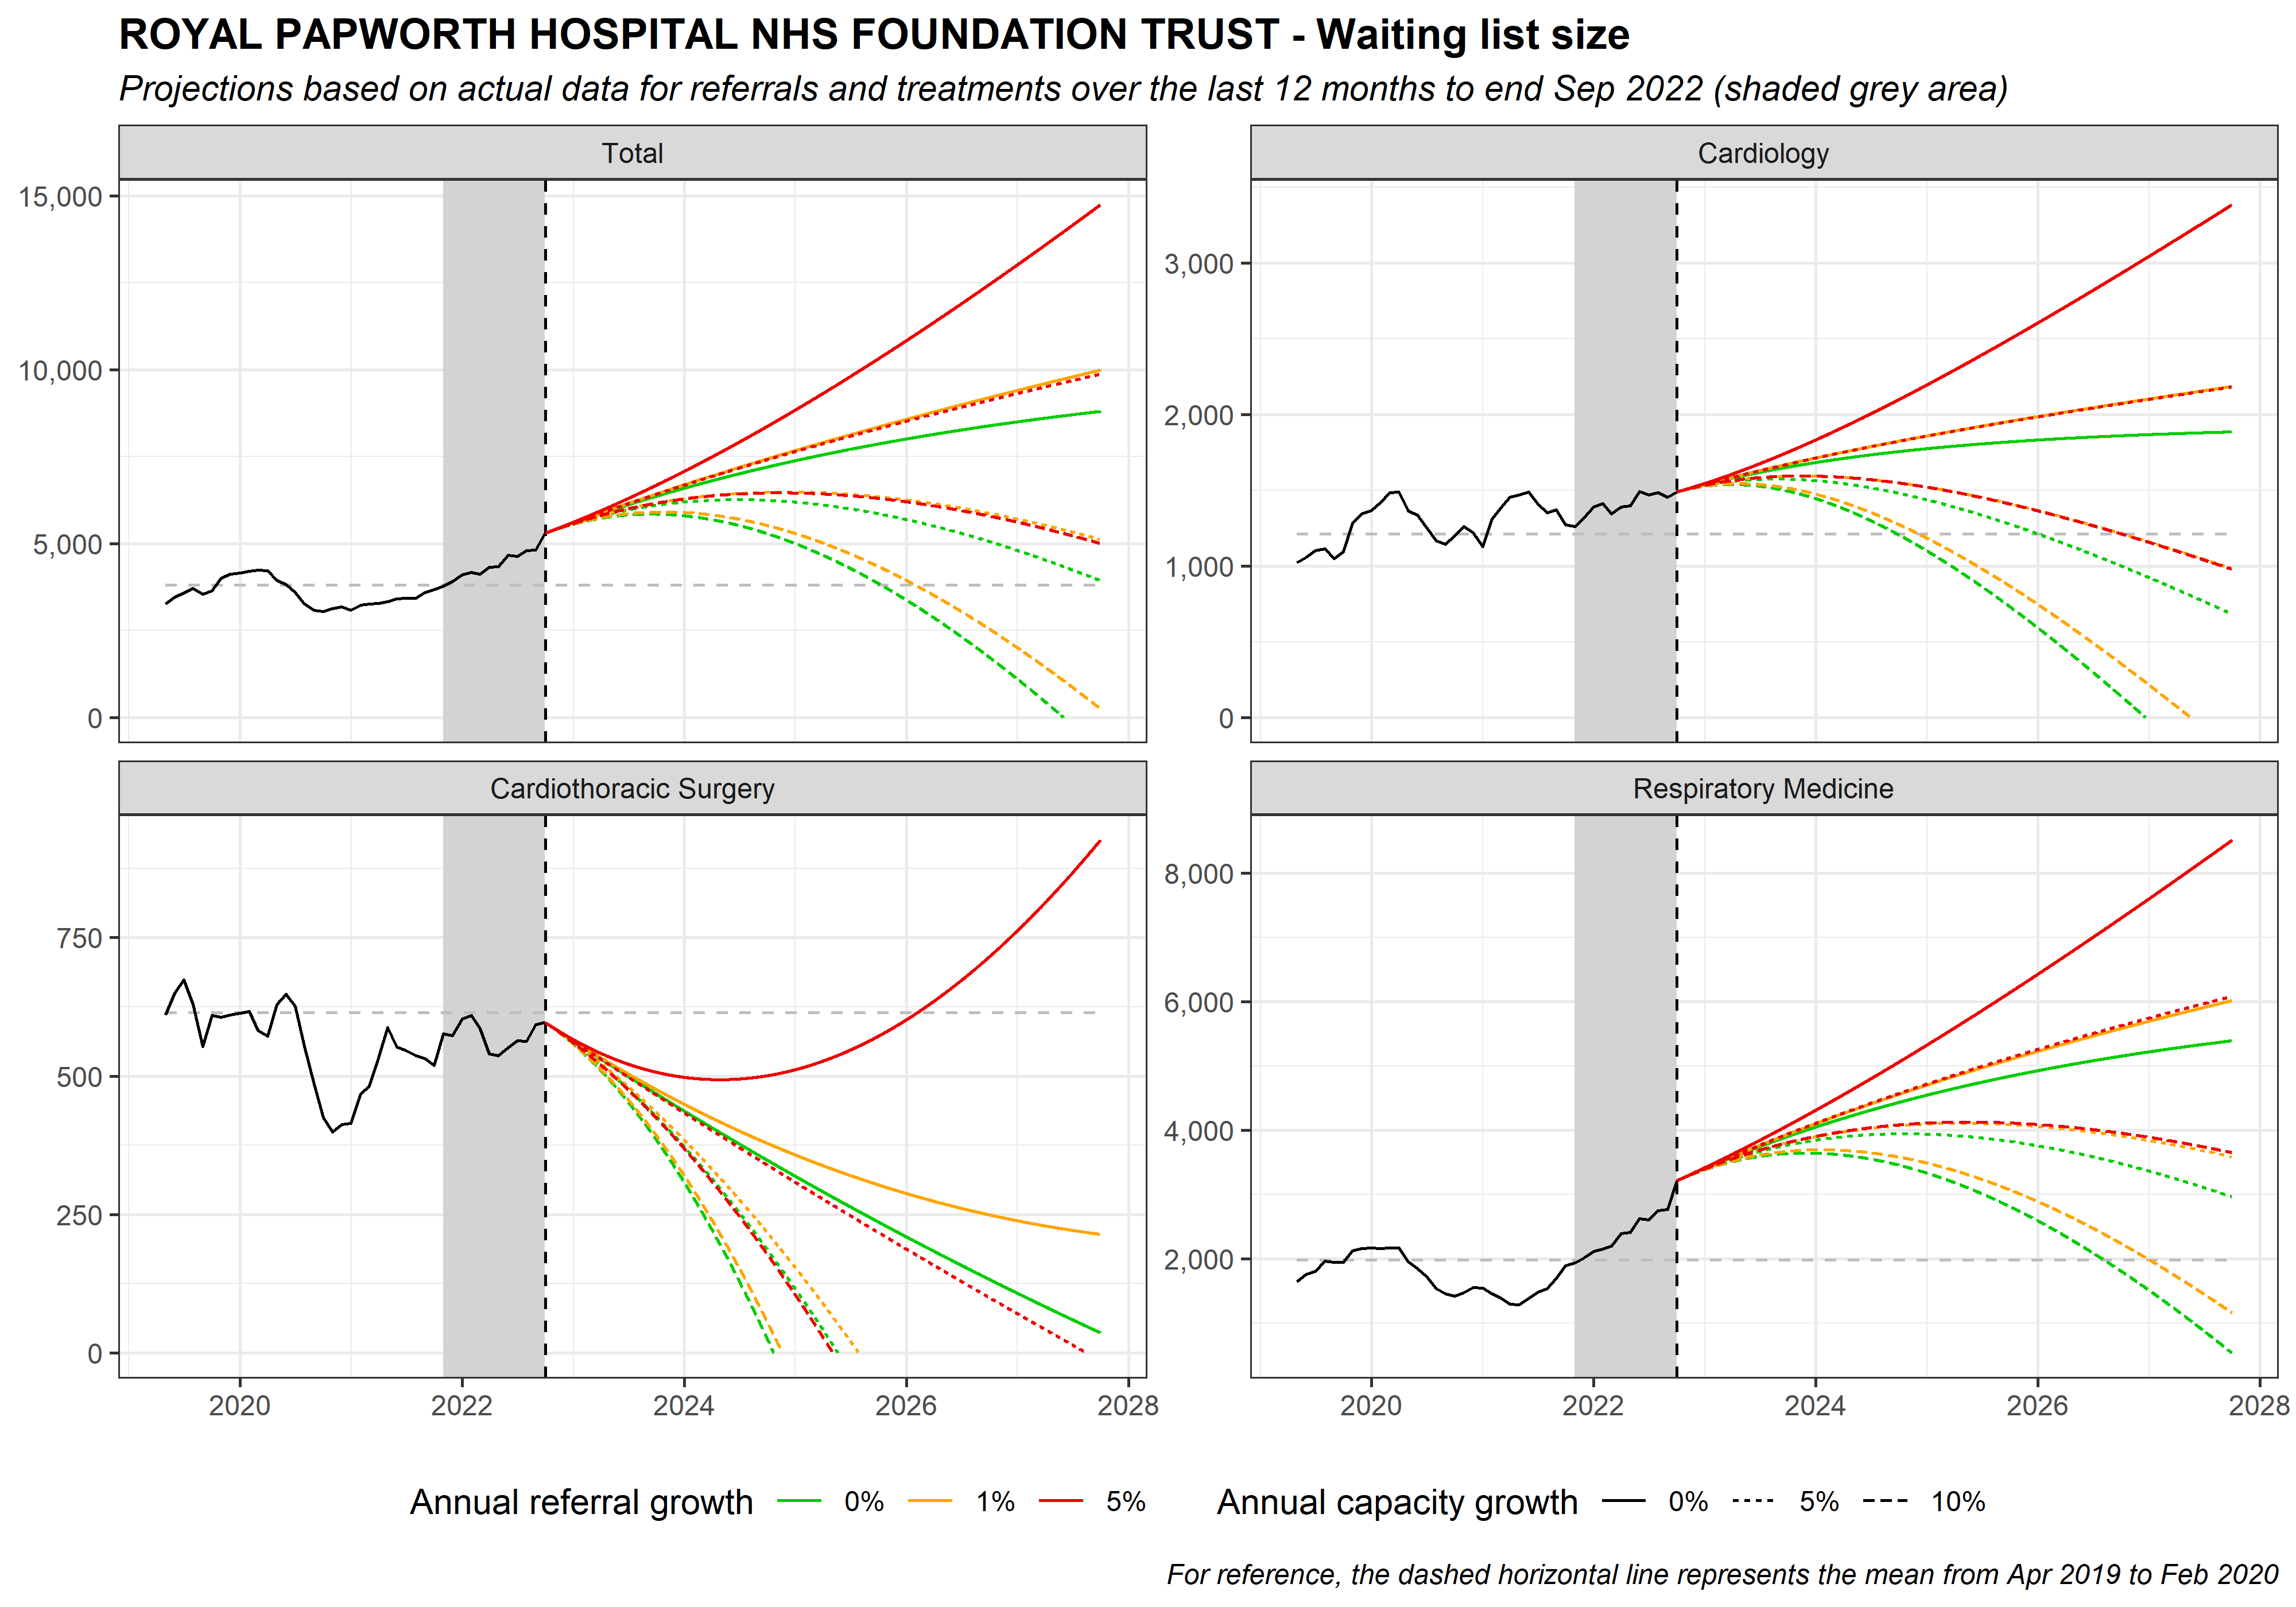 ROYAL PAPWORTH HOSPITAL NHS FOUNDATION TRUST - Waiting list size
Projections based on actual data for referrals and treatments over the last 12 months to end Sep 2022 (shaded grey area)
Total
15,000
10,000
5,000
0
Cardiology
3,000
2,000
1,000
0
Cardiothoracic Surgery
750
500
250
0
2020 2022 2024 2026 2028
Respiratory Medicine
8,000
6,000
4,000
2,000
2020 2022 2024 2026 2028
Annual referral growth 0% 1% 5%
Annual capacity growth 0% 5% 10%
For reference, the dashed horizontal line represents the mean from Apr 2019 to Feb 2020